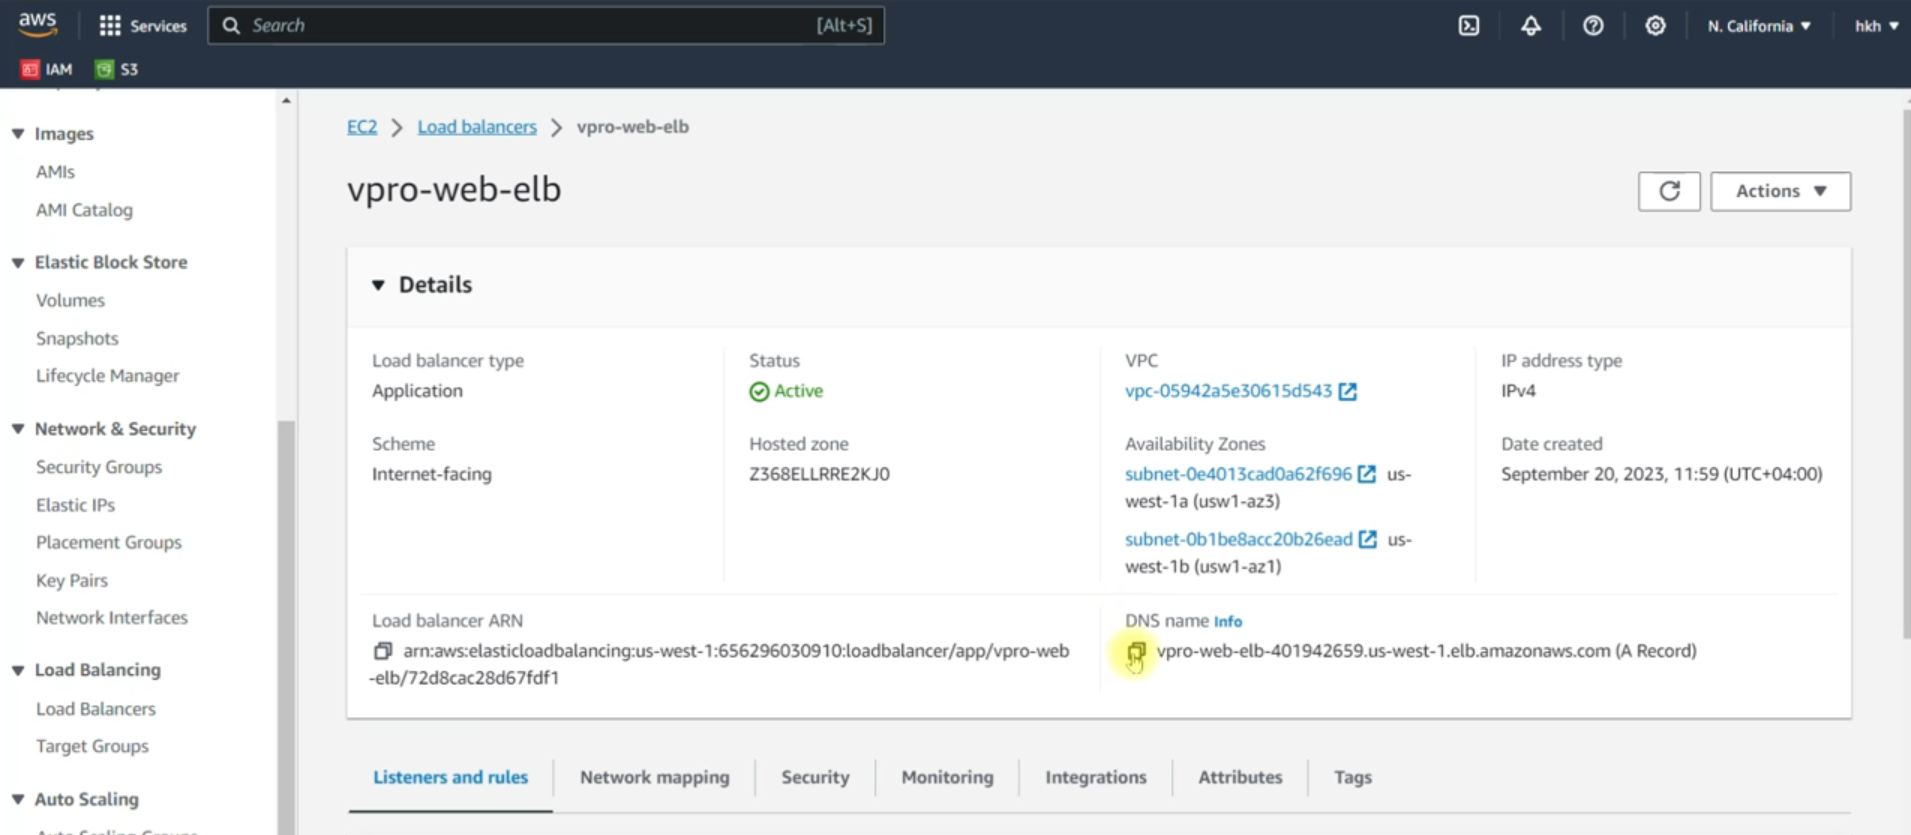 aws
Services
Search
[Alt+S]
N. California
hkh
IAM
S3
Images
AMIs
AMI Catalog
Elastic Block Store
Volumes
Snapshots
Lifecycle Manager
Network & Security
Security Groups
Elastic IPs
Placement Groups
Key Pairs
Network Interfaces
Load Balancing
Load Balancers
Target Groups
Auto Scaling
Auto Scaling Groups
EC2 > Load balancers > vpro-web-elb
vpro-web-elb
Actions
Details
Load balancer type
Application
Status
Active
VPC
vpc-05942a5e30615d543
IP address type
IPv4
Scheme
Internet-facing
Hosted zone
Z368ELLRRE2KJ0
Availability Zones
subnet-0e4013cad0a62f696 us-
west-1a (usw1-az3)
subnet-0b1be8acc20b26ead us-
west-1b (usw1-az1)
Date created
September 20, 2023, 11:59 (UTC+04:00)
Load balancer ARN
arn:aws:elasticloadbalancing:us-west-1:656296030910:loadbalancer/app/vpro-web
-elb/72d8cac28d67fdf1
DNS name Info
vpro-web-elb-401942659.us-west-1.elb.amazonaws.com (A Record)
Listeners and rules
Network mapping
Security
Monitoring
Integrations
Attributes
Tags